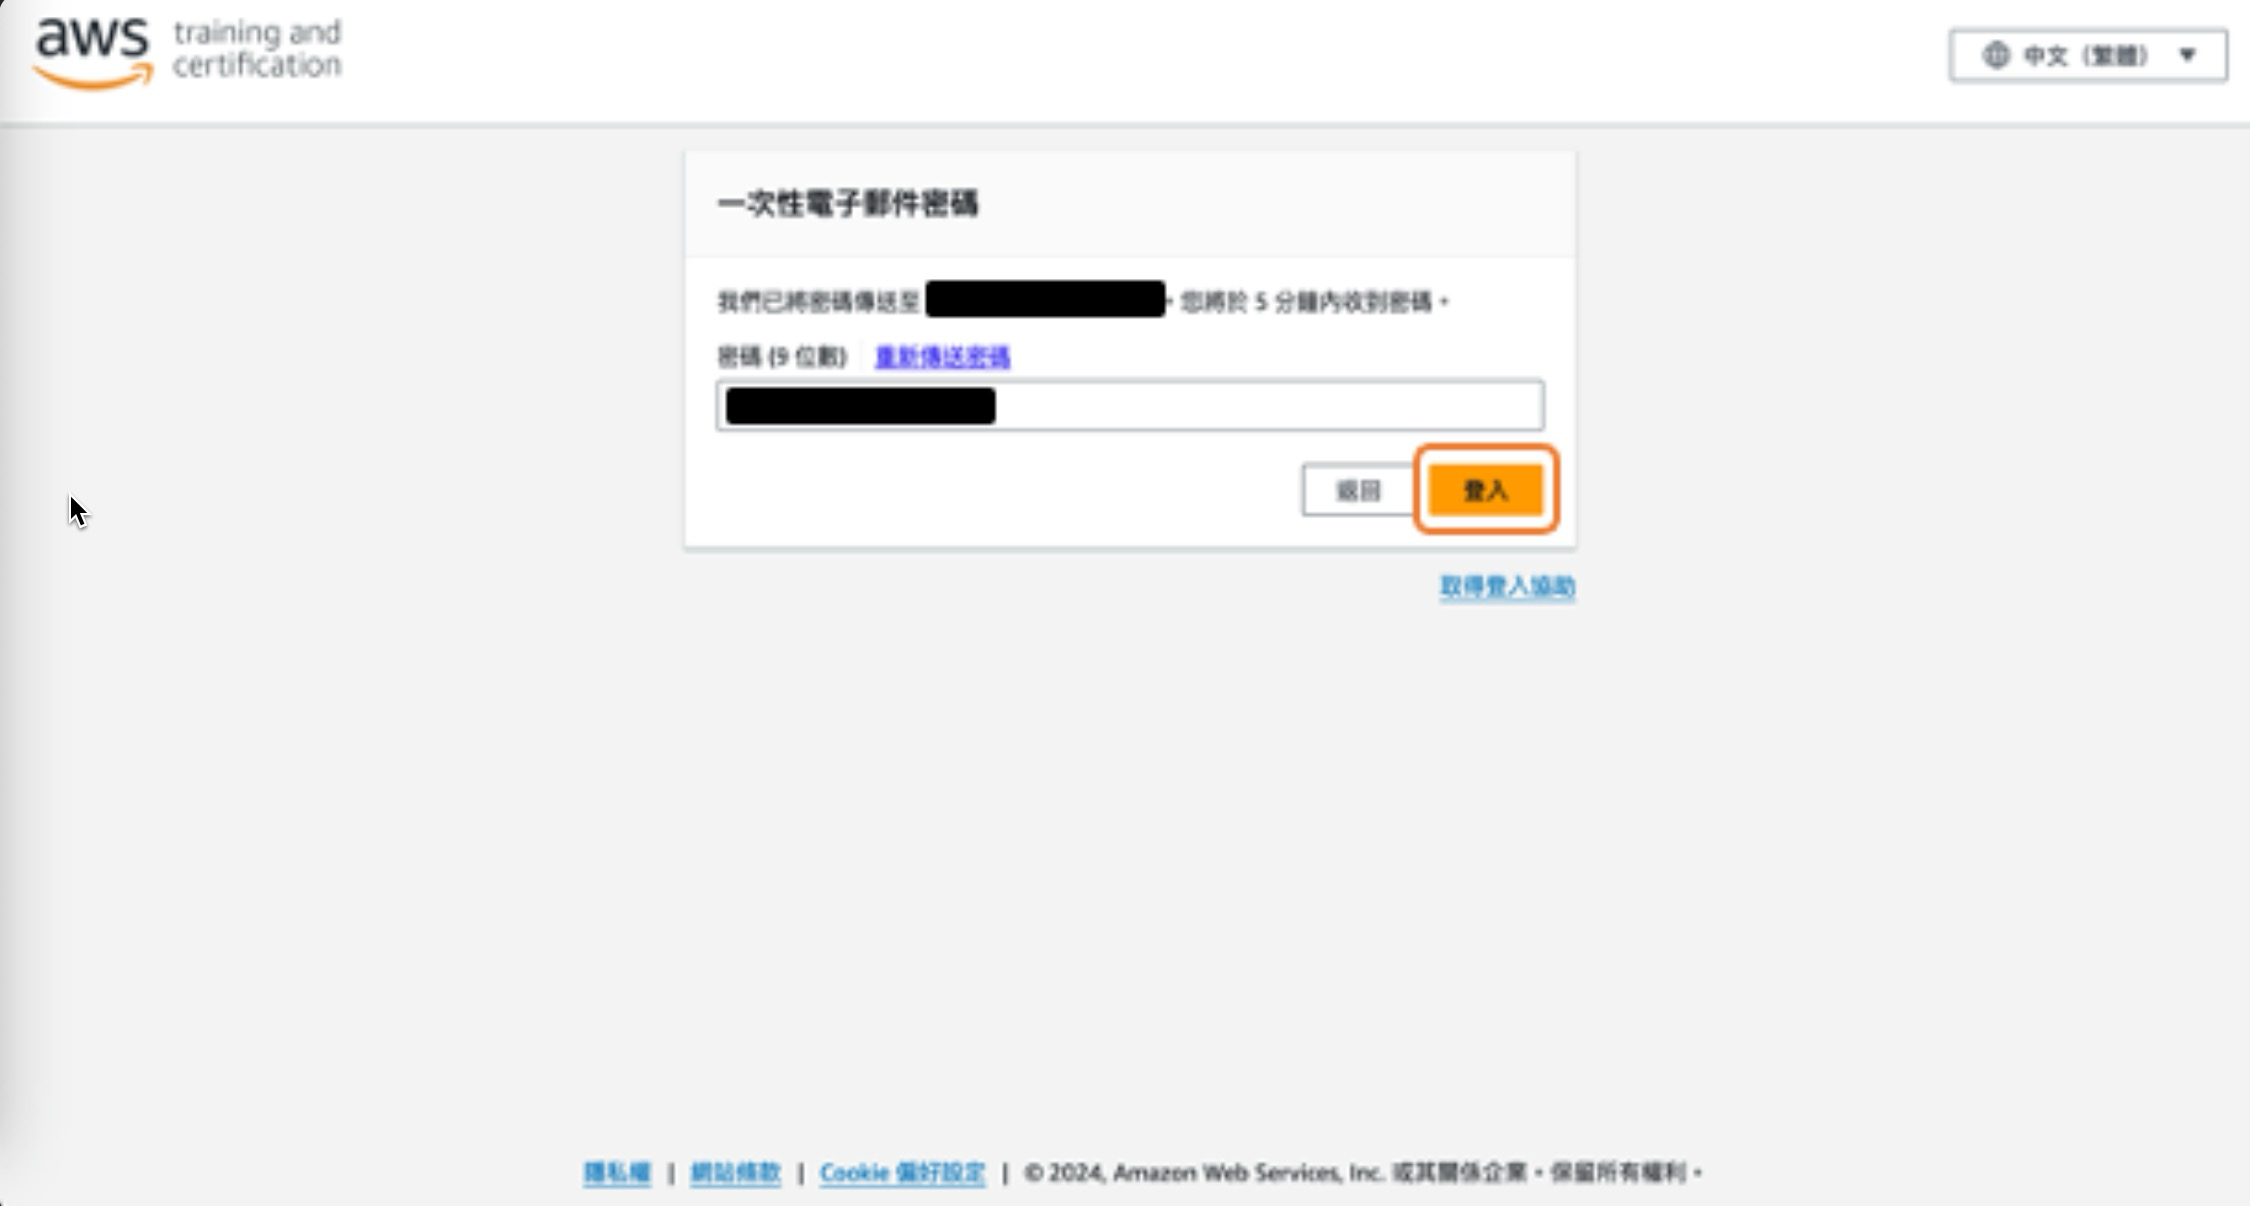 aws training and
certification
中文（繁體）
一次性電子郵件密碼
我們已將密碼傳送至 。您將於 5 分鐘內收到密碼。
密碼 (9 位數) 重新傳送密碼
返回 登入
取得登入協助
隱私權 | 網站條款 | Cookie 偏好設定 | © 2024, Amazon Web Services, Inc. 或其關係企業。保留所有權利。